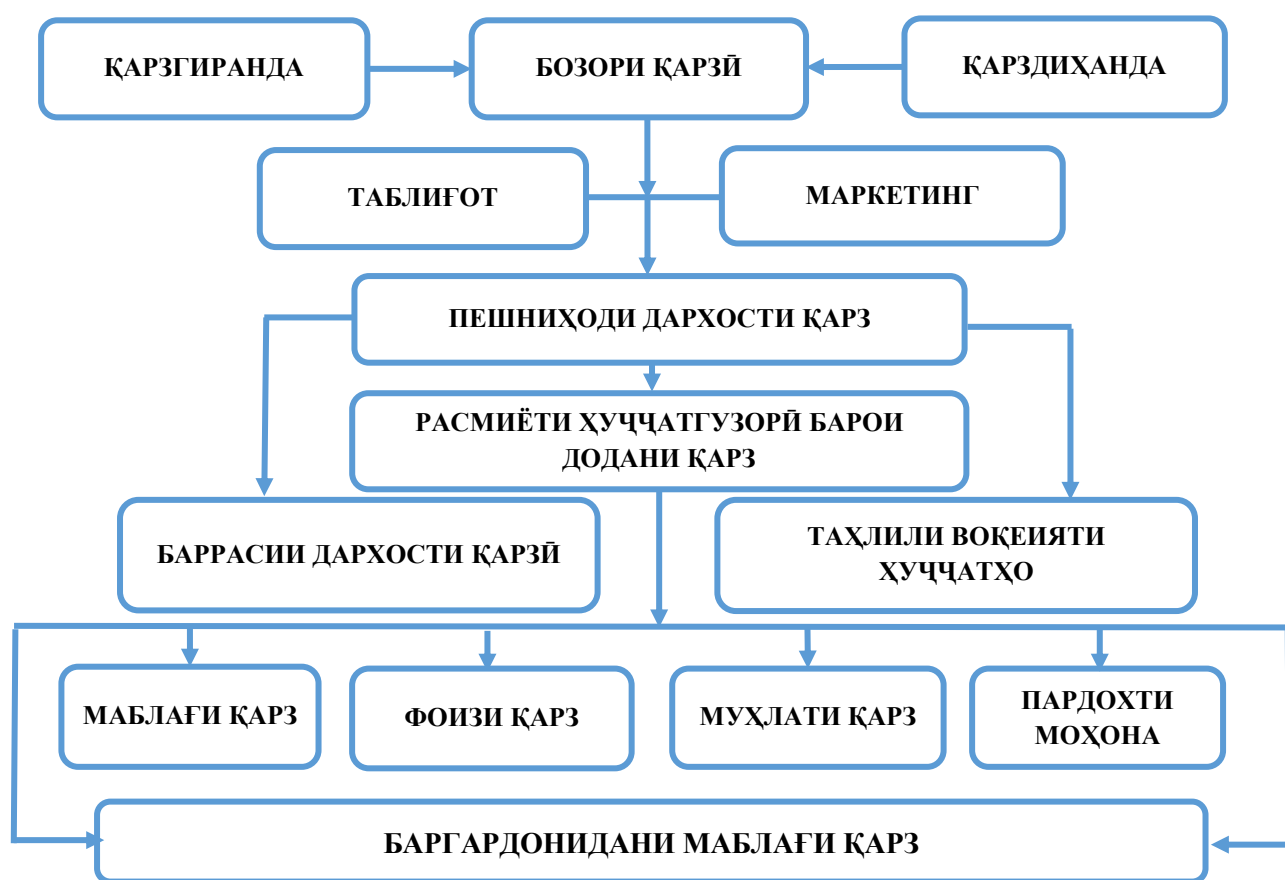 ҚАРЗГИРАНДА
БОЗОРИ ҚАРЗӢ
ҚАРЗДИҲАНДА
ТАБЛИҒОТ
МАРКЕТИНГ
ПЕШНИҲОДИ ДАРХОСТИ ҚАРЗ
РАСМИЁТИ ҲУҶҶАТГУЗОРӢ БАРОИ
ДОДАНИ ҚАРЗ
БАРРАСИИ ДАРХОСТИ ҚАРЗӢ
ТАҲЛИЛИ ВОҚЕИЯТИ
ҲУҶҶАТҲО
МАБЛАҒИ ҚАРЗ
ФОИЗИ ҚАРЗ
МУҲЛАТИ ҚАРЗ
ПАРДОХТИ
МОҲОНА
БАРГАРДОНИДАНИ МАБЛАҒИ ҚАРЗ